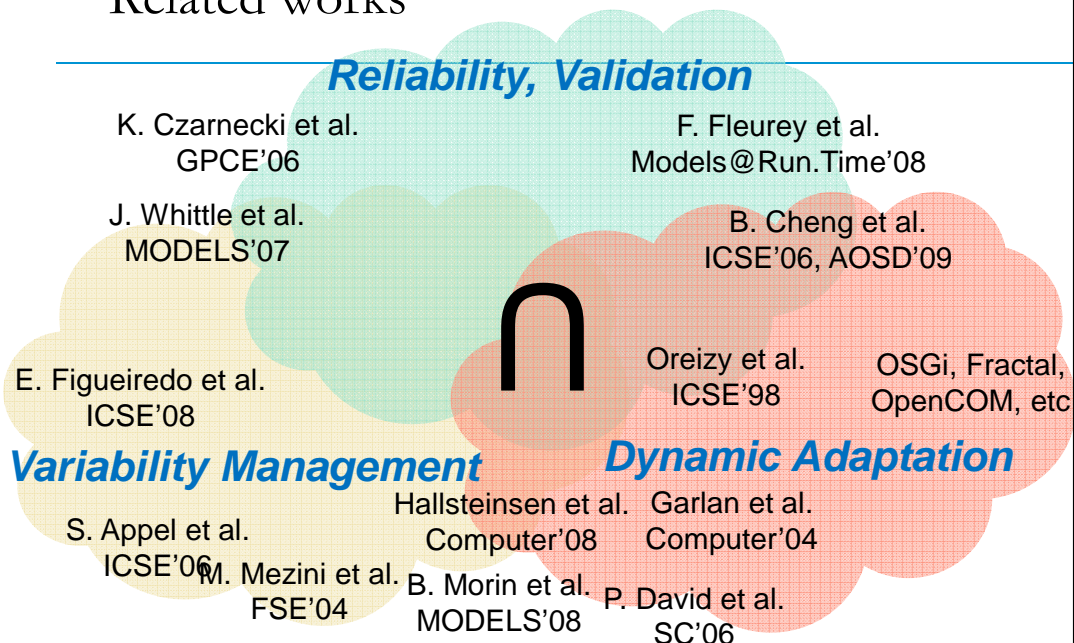 Related works
Reliability, Validation
K. Czarnecki et al.
GPCE’06
F. Fleurey et al.
Models@Run.Time’08
J. Whittle et al.
MODELS’07
B. Cheng et al.
ICSE’06, AOSD’09
∩
Oreizy et al.
ICSE’98
OSGi, Fractal,
OpenCOM, etc
E. Figueiredo et al.
ICSE’08
Variability Management
Dynamic Adaptation
Hallsteinsen et al.
Computer’08
Garlan et al.
Computer’04
S. Appel et al.
ICSE’06
M. Mezini et al.
FSE’04
B. Morin et al.
MODELS’08
P. David et al.
SC’06